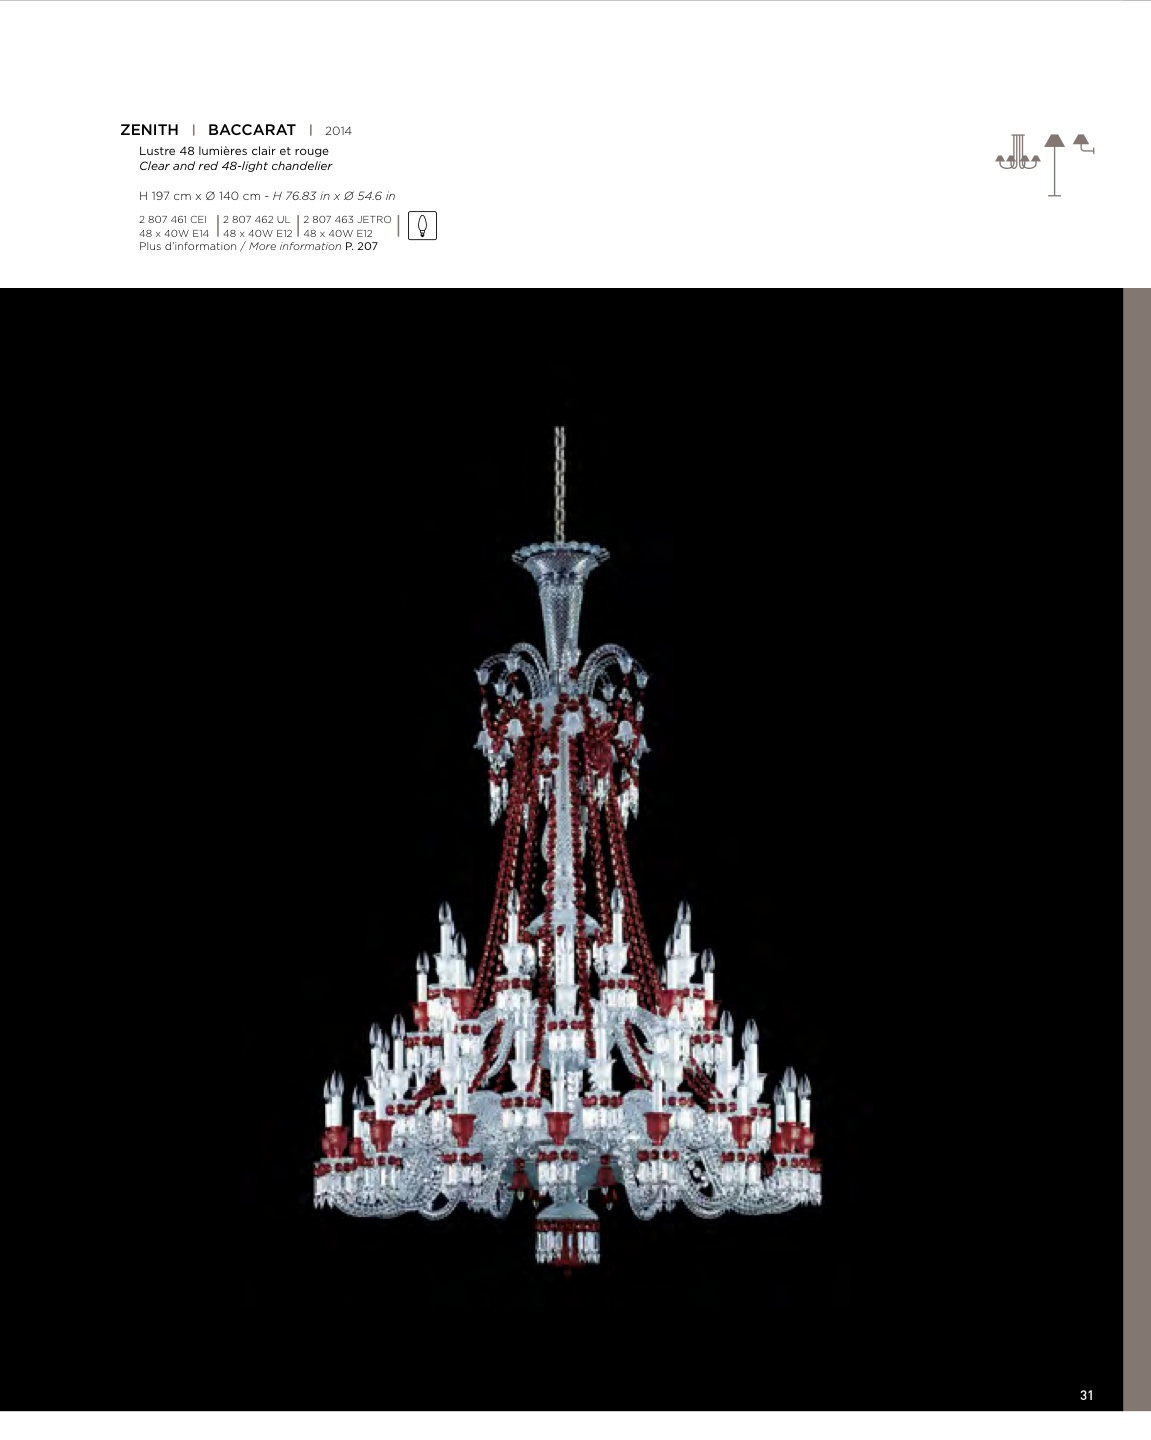 ZENITH | BACCARAT | 2014
Lustre 48 lumières clair et rouge
Clear and red 48-light chandelier
H 197 cm x Ø 140 cm - H 76.83 in x Ø 54.6 in
2 807 461 CEI | 2 807 462 UL | 2 807 463 JETRO |
48 x 40W E14 | 48 x 40W E12 | 48 x 40W E12 |
Plus d'information / More information P. 207
31